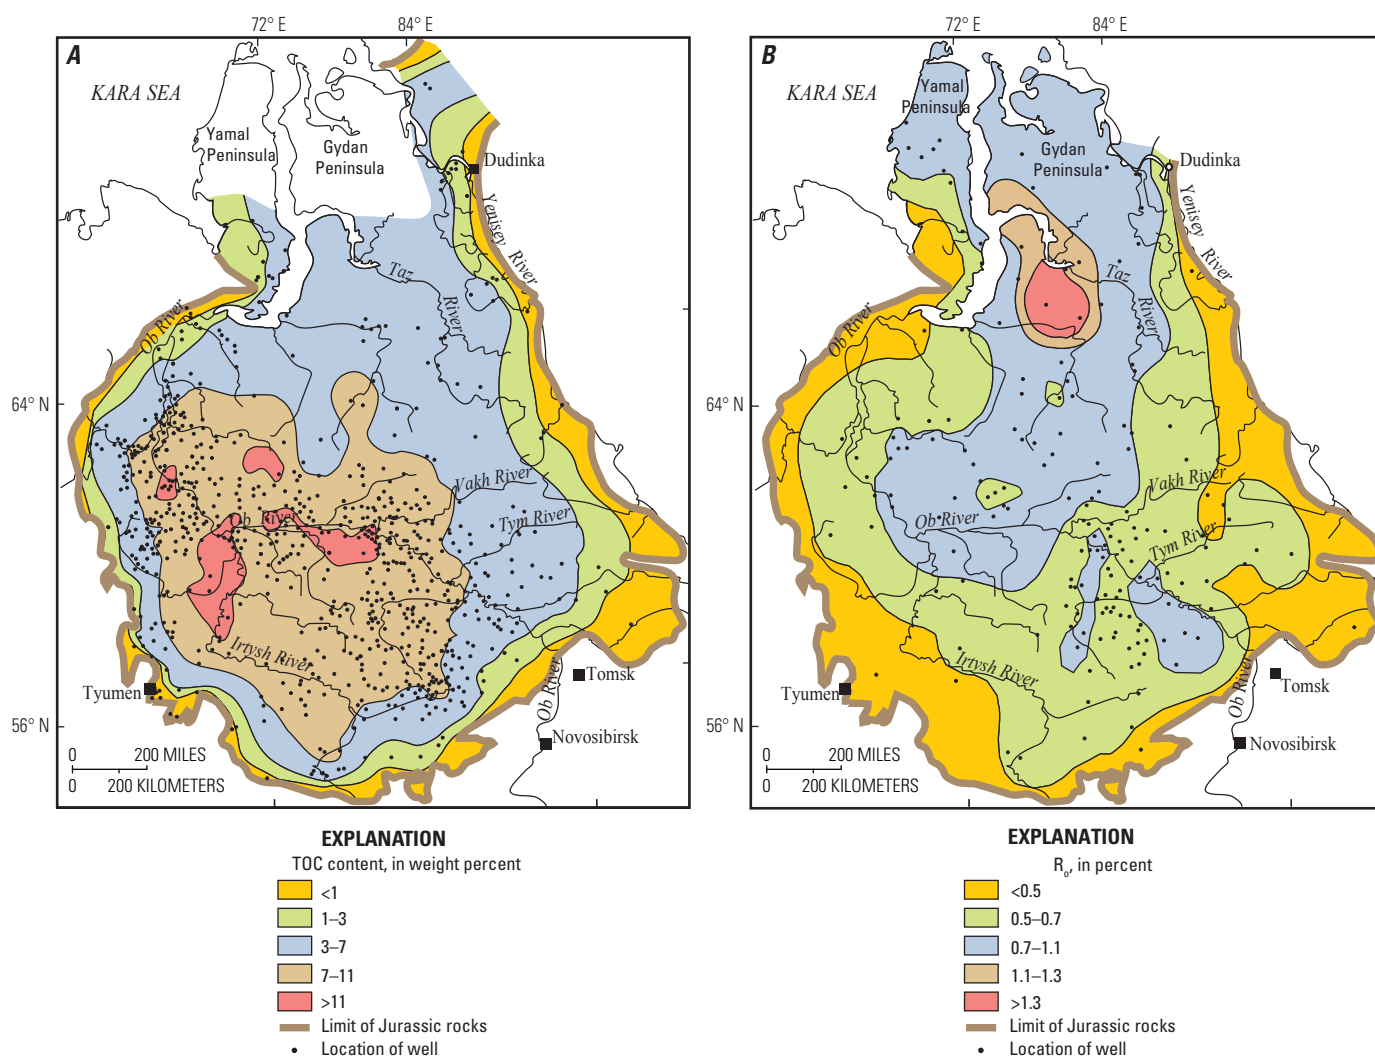 72° E
84° E
A
KARA SEA
Yamal
Peninsula
Gydan
Peninsula
Dudinka
Yenisey River
Taz
River
Ob River
64° N
Vakh River
Ob River
Tym River
Irtysh River
Tyumen
Tomsk
Ob River
56° N
Novosibirsk
0 200 MILES
0 200 KILOMETERS
EXPLANATION
TOC content, in weight percent
<1
1–3
3–7
7–11
>11
Limit of Jurassic rocks
Location of well
72° E
84° E
B
KARA SEA
Yamal
Peninsula
Gydan
Peninsula
Dudinka
Yenisey River
Taz
River
Ob River
64° N
Vakh River
Ob River
Tym River
Irtysh River
Tyumen
Tomsk
Ob River
56° N
Novosibirsk
0 200 MILES
0 200 KILOMETERS
EXPLANATION
Ro, in percent
<0.5
0.5–0.7
0.7–1.1
1.1–1.3
>1.3
Limit of Jurassic rocks
Location of well